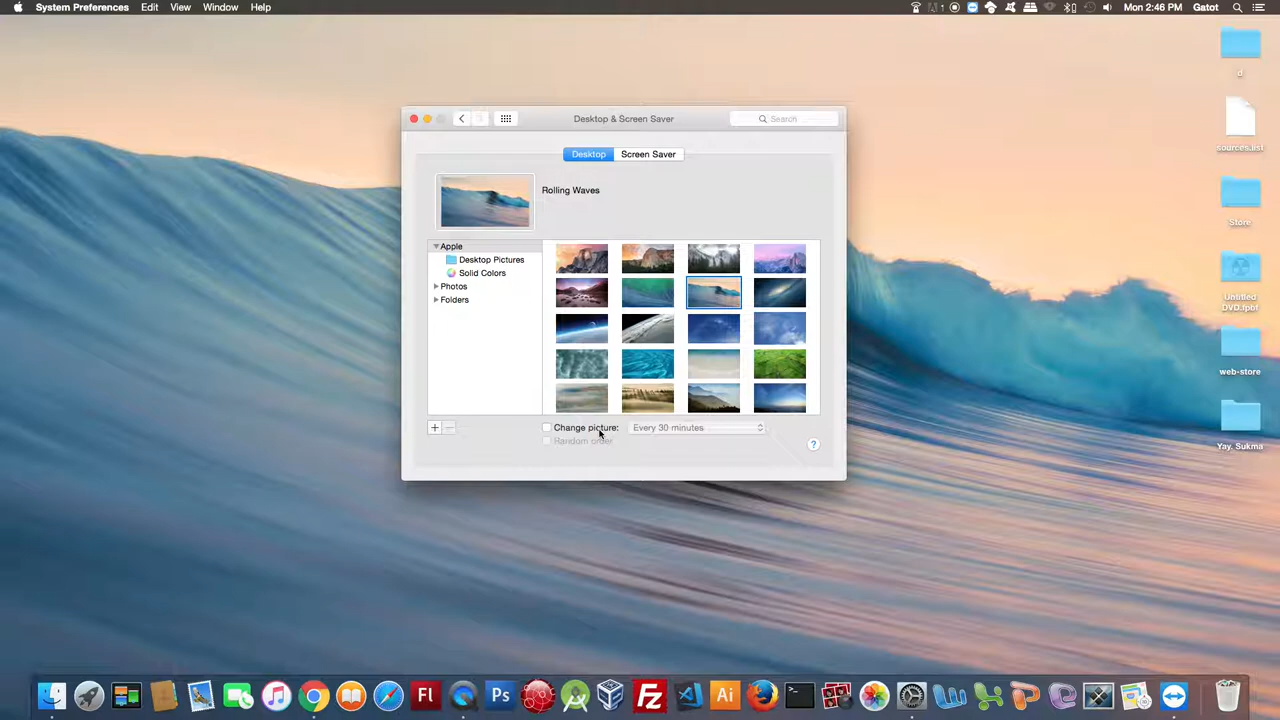 System Preferences Edit View Window Help Mon 2:46 PM Gatot
Desktop & Screen Saver Search
Desktop Screen Saver
Rolling Waves
Apple
Desktop Pictures
Solid Colors
Photos
Folders
+ − Change picture: Every 30 minutes
Random order
?
d
sources.list
Store
Untitled
DVD.fpbf
web-store
Yay, Sukma
Fl Ps Fz Ai